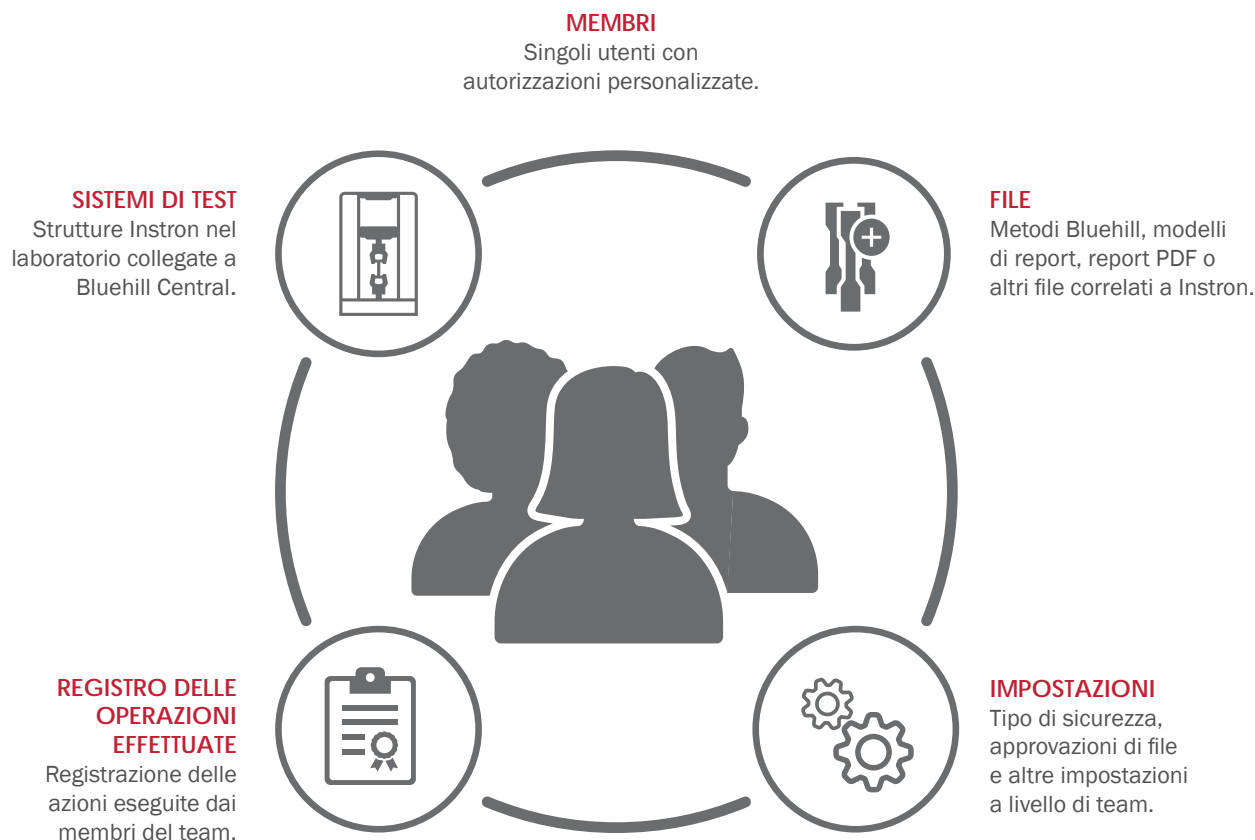 MEMBRI
Singoli utenti con
autorizzazioni personalizzate.
SISTEMI DI TEST
Strutture Instron nel
laboratorio collegate a
Bluehill Central.
FILE
Metodi Bluehill, modelli
di report, report PDF o
altri file correlati a Instron.
REGISTRO DELLE
OPERAZIONI
EFFETTUATE
Registrazione delle
azioni eseguite dai
membri del team.
IMPOSTAZIONI
Tipo di sicurezza,
approvazioni di file
e altre impostazioni
a livello di team.